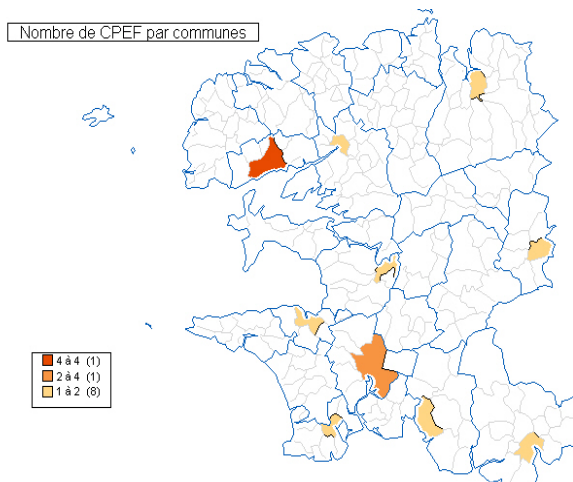 Nombre de CPEF par communes
4 à 4 (1)
2 à 4 (1)
1 à 2 (8)